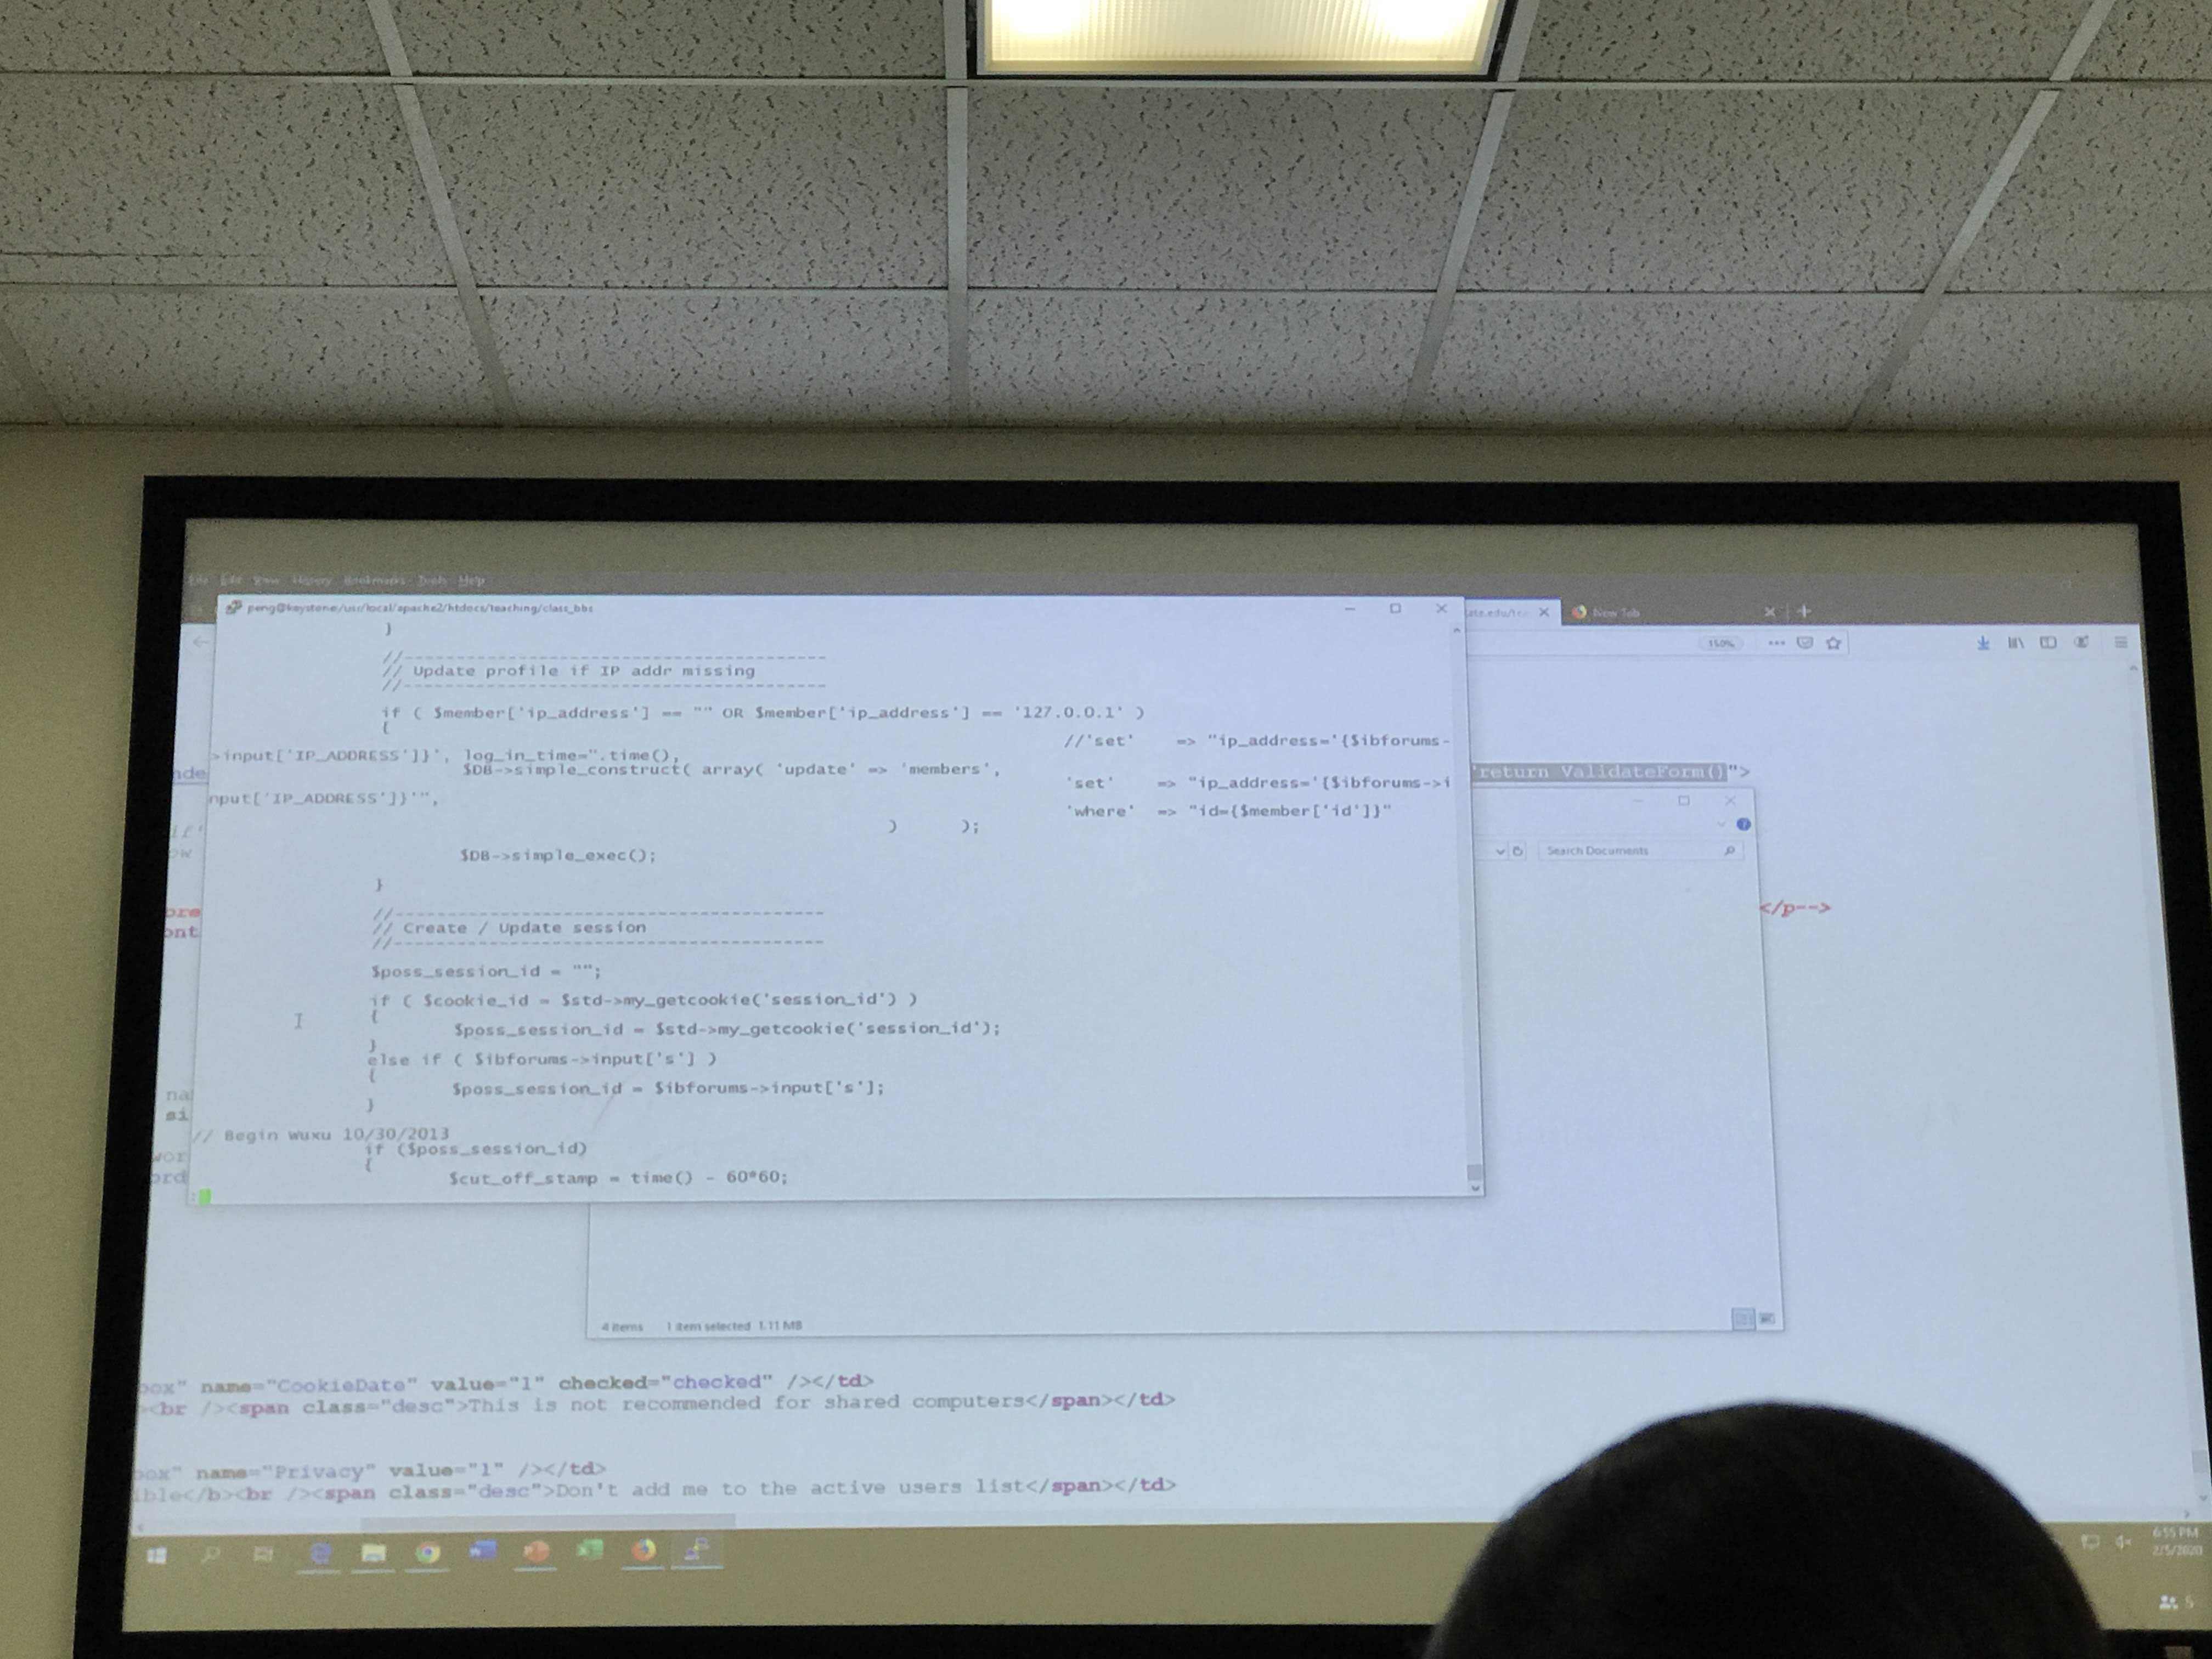 File Edit View History Bookmarks Tools Help
peng@keystone:/usr/local/apache2/htdocs/teaching/class_bbs
New Tab
150%
}
//-----------------------------------------
// Update profile if IP addr missing
//-----------------------------------------
if ( $member['ip_address'] == "" OR $member['ip_address'] == '127.0.0.1' )
{
//'set' => "ip_address='{$ibforums-
>input['IP_ADDRESS']}', log_in_time=".time(),
$DB->simple_construct( array( 'update' => 'members',
'return ValidateForm()">
'set' => "ip_address='{$ibforums->i
nput['IP_ADDRESS']}'",
'where' => "id={$member['id']}"
) );
Search Documents
$DB->simple_exec();
}
</p-->
//-----------------------------------------
// Create / Update session
//-----------------------------------------
$poss_session_id = "";
if ( $cookie_id = $std->my_getcookie('session_id') )
{
$poss_session_id = $std->my_getcookie('session_id');
}
else if ( $ibforums->input['s'] )
{
$poss_session_id = $ibforums->input['s'];
}
// Begin Wuxu 10/30/2013
if ($poss_session_id)
{
$cut_off_stamp = time() - 60*60;
:
4 items 1 item selected 1.11 MB
box" name="CookieDate" value="1" checked="checked" /></td>
><br /><span class="desc">This is not recommended for shared computers</span></td>
box" name="Privacy" value="1" /></td>
ible</b><br /><span class="desc">Don't add me to the active users list</span></td>
6:55 PM
2/5/2020
5